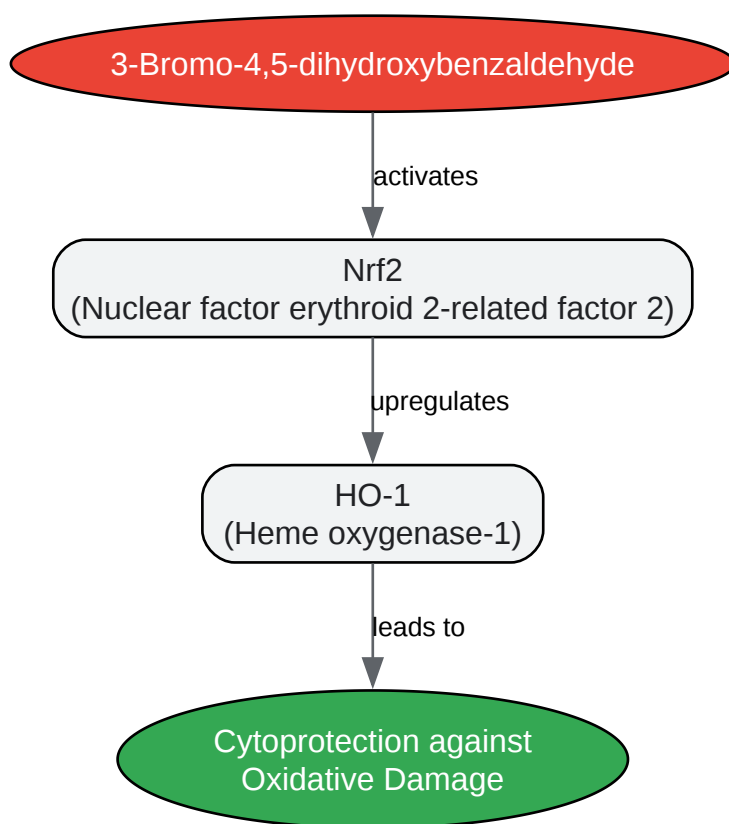 3-Bromo-4,5-dihydroxybenzaldehyde
activates
Nrf2
(Nuclear factor erythroid 2-related factor 2)
upregulates
HO-1
(Heme oxygenase-1)
leads to
Cytoprotection against
Oxidative Damage